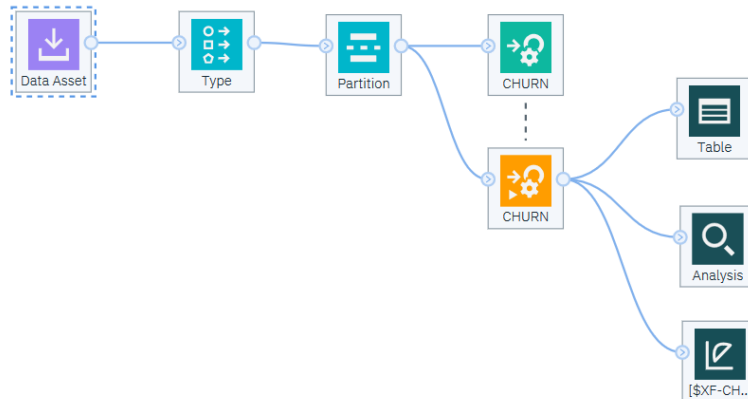 Data Asset
Type
Partition
CHURN
CHURN
Table
Analysis
[$XF-CH...